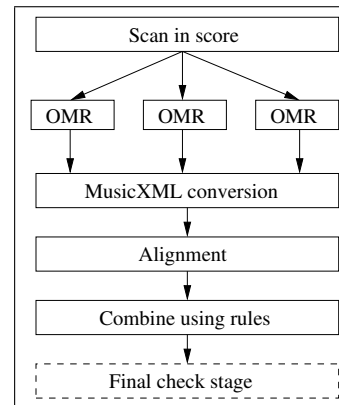 Scan in score
OMR OMR OMR
MusicXML conversion
Alignment
Combine using rules
Final check stage